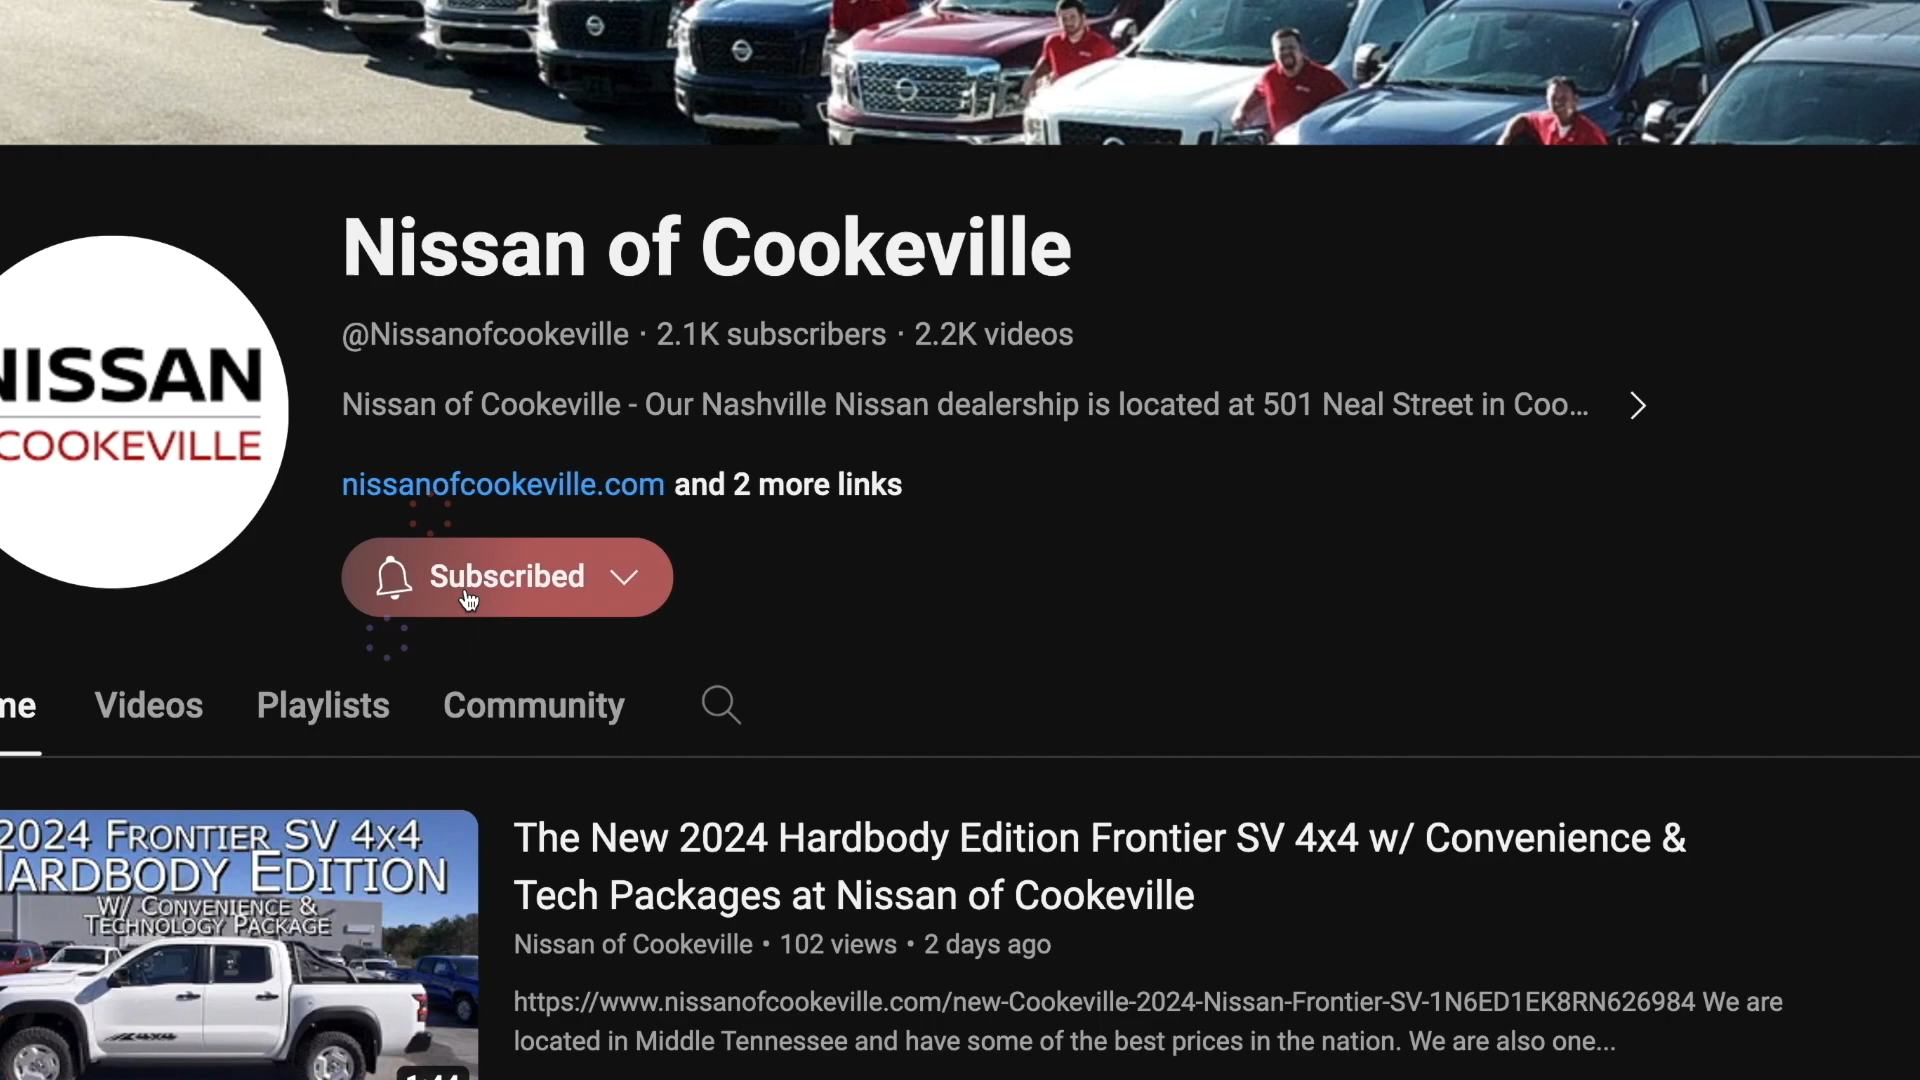 Nissan of Cookeville
@Nissanofcookeville · 2.1K subscribers · 2.2K videos
NISSAN
COOKEVILLE
Nissan of Cookeville - Our Nashville Nissan dealership is located at 501 Neal Street in Coo...
nissanofcookeville.com and 2 more links
Subscribed
me Videos Playlists Community
2024 FRONTIER SV 4x4
HARDBODY EDITION
W/ CONVENIENCE &
TECHNOLOGY PACKAGE
4x4
The New 2024 Hardbody Edition Frontier SV 4x4 w/ Convenience &
Tech Packages at Nissan of Cookeville
Nissan of Cookeville • 102 views • 2 days ago
https://www.nissanofcookeville.com/new-Cookeville-2024-Nissan-Frontier-SV-1N6ED1EK8RN626984 We are
located in Middle Tennessee and have some of the best prices in the nation. We are also one...